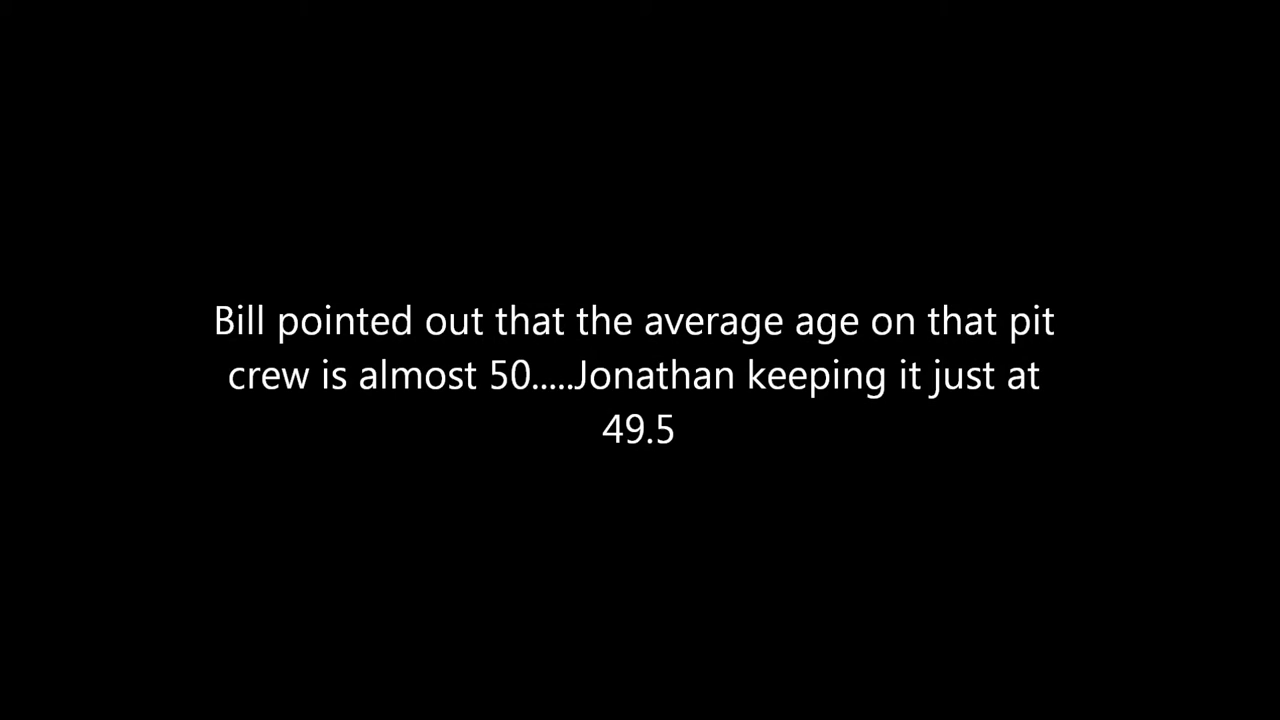 Bill pointed out that the average age on that pit
crew is almost 50.....Jonathan keeping it just at
49.5